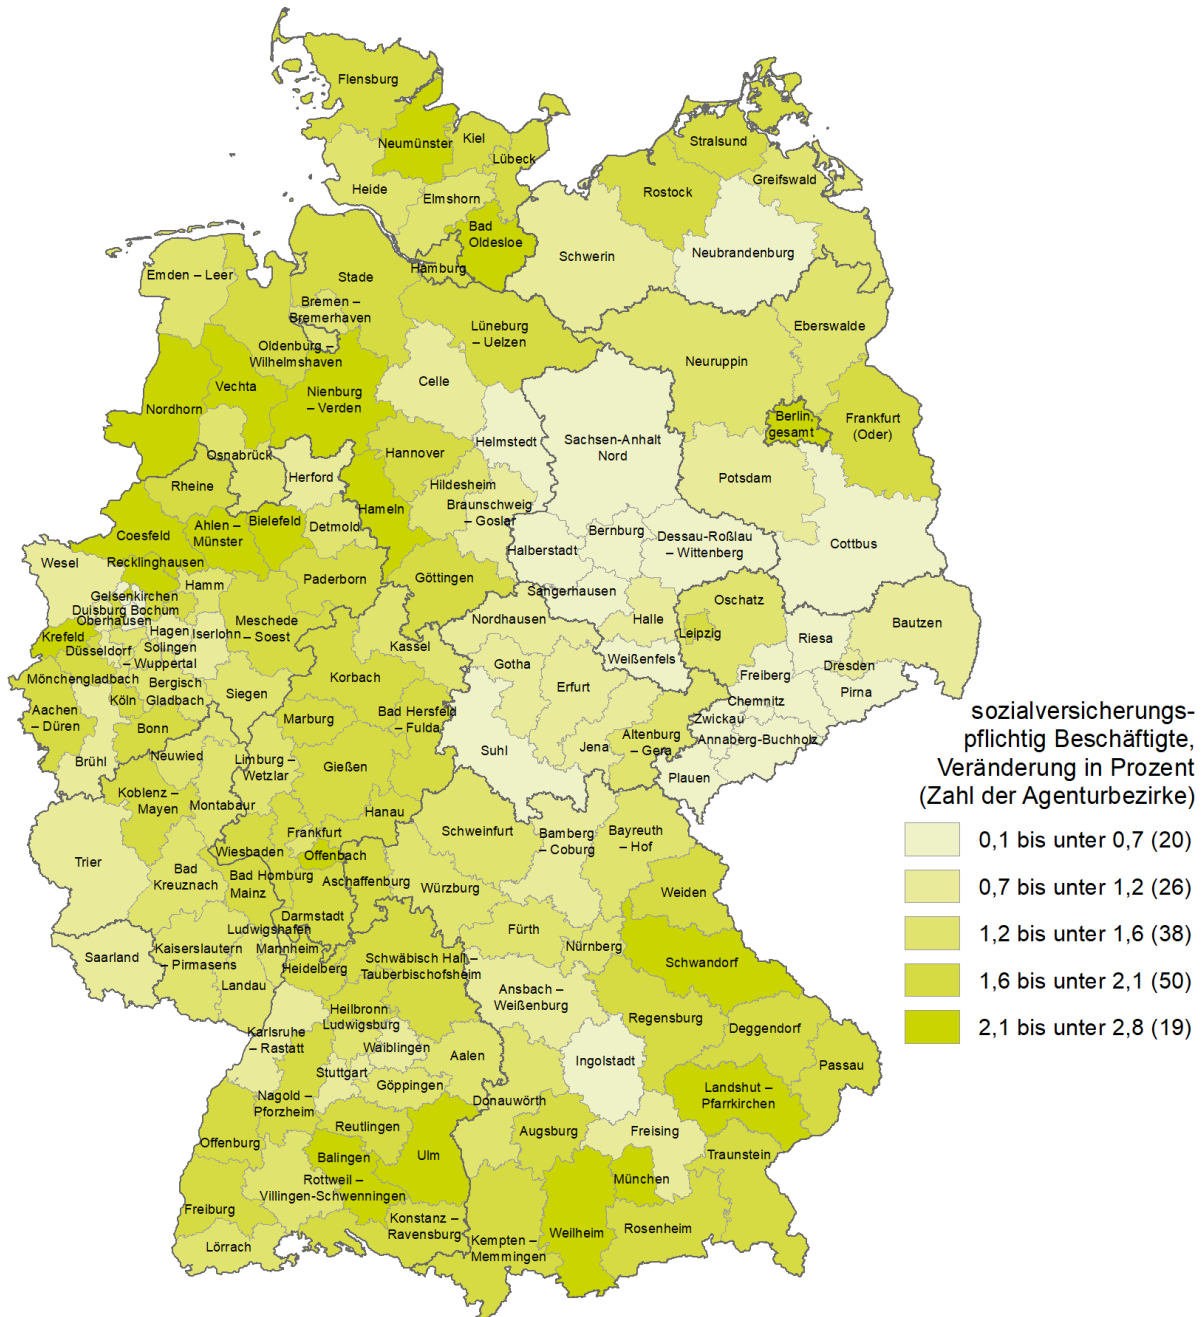 Flensburg
Neumünster
Kiel
Lübeck
Heide
Elmshorn
Bad
Oldesloe
Hamburg
Stralsund
Greifswald
Rostock
Schwerin
Neubrandenburg
Emden – Leer
Stade
Bremen –
Bremerhaven
Oldenburg –
Wilhelmshaven
Lüneburg
– Uelzen
Eberswalde
Neuruppin
Vechta
Nordhorn
Nienburg
– Verden
Celle
Berlin,
gesamt
Frankfurt
(Oder)
Osnabrück
Hannover
Helmstedt
Sachsen-Anhalt
Nord
Potsdam
Rheine
Herford
Hildesheim
Braunschweig
– Goslar
Hameln
Coesfeld
Ahlen –
Münster
Bielefeld
Detmold
Halberstadt
Bernburg
Dessau-Roßlau
– Wittenberg
Cottbus
Wesel
Recklinghausen
Hamm
Paderborn
Göttingen
Sangerhausen
Gelsenkirchen
Duisburg
Bochum
Oberhausen
Meschede
– Soest
Nordhausen
Halle
Oschatz
Leipzig
Riesa
Bautzen
Krefeld
Hagen
Iserlohn
Düsseldorf
Solingen
– Wuppertal
Kassel
Gotha
Weißenfels
Dresden
Freiberg
Pirna
Mönchengladbach
Köln
Bergisch
Gladbach
Siegen
Korbach
Erfurt
Chemnitz
Zwickau
Annaberg-Buchholz
Aachen
– Düren
Bonn
Marburg
Bad Hersfeld
– Fulda
Suhl
Jena
Altenburg
– Gera
Plauen
Brühl
Neuwied
Limburg –
Wetzlar
Gießen
Koblenz –
Mayen
Montabaur
Hanau
Frankfurt
Schweinfurt
Bamberg
– Coburg
Bayreuth
– Hof
Trier
Wiesbaden
Offenbach
Bad
Kreuznach
Bad Homburg
Mainz
Aschaffenburg
Würzburg
Weiden
Darmstadt
Ludwigshafen
Mannheim
Heidelberg
Fürth
Nürnberg
Schwandorf
Saarland
Kaiserslautern
– Pirmasens
Landau
Schwäbisch Hall –
Tauberbischofsheim
Ansbach –
Weißenburg
Heilbronn
Ludwigsburg
Regensburg
Deggendorf
Karlsruhe
– Rastatt
Waiblingen
Aalen
Ingolstadt
Passau
Stuttgart
Göppingen
Landshut –
Pfarrkirchen
Nagold –
Pforzheim
Donauwörth
Reutlingen
Augsburg
Freising
Offenburg
Balingen
Ulm
Traunstein
Rottweil –
Villingen-Schwenningen
München
Freiburg
Konstanz –
Ravensburg
Kempten –
Memmingen
Weilheim
Rosenheim
Lörrach
sozialversicherungs-
pflichtig Beschäftigte,
Veränderung in Prozent
(Zahl der Agenturbezirke)
0,1 bis unter 0,7 (20)
0,7 bis unter 1,2 (26)
1,2 bis unter 1,6 (38)
1,6 bis unter 2,1 (50)
2,1 bis unter 2,8 (19)